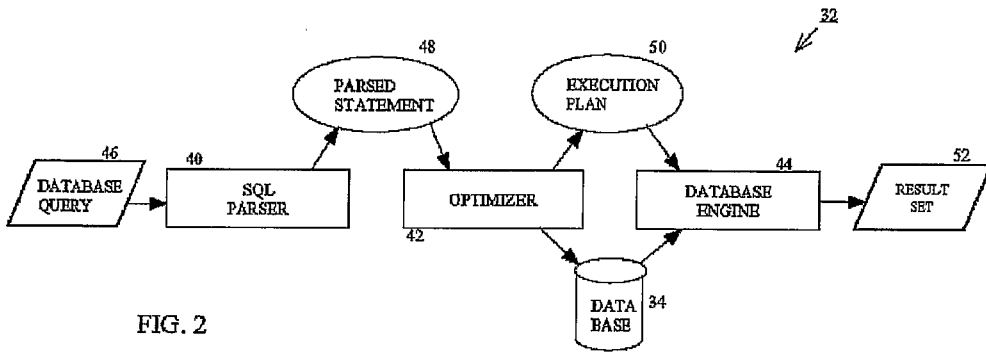 32
48
PARSED
STATEMENT
50
EXECUTION
PLAN
46
DATABASE
QUERY
40
SQL
PARSER
OPTIMIZER
42
44
DATABASE
ENGINE
52
RESULT
SET
DATA
BASE
34
FIG. 2